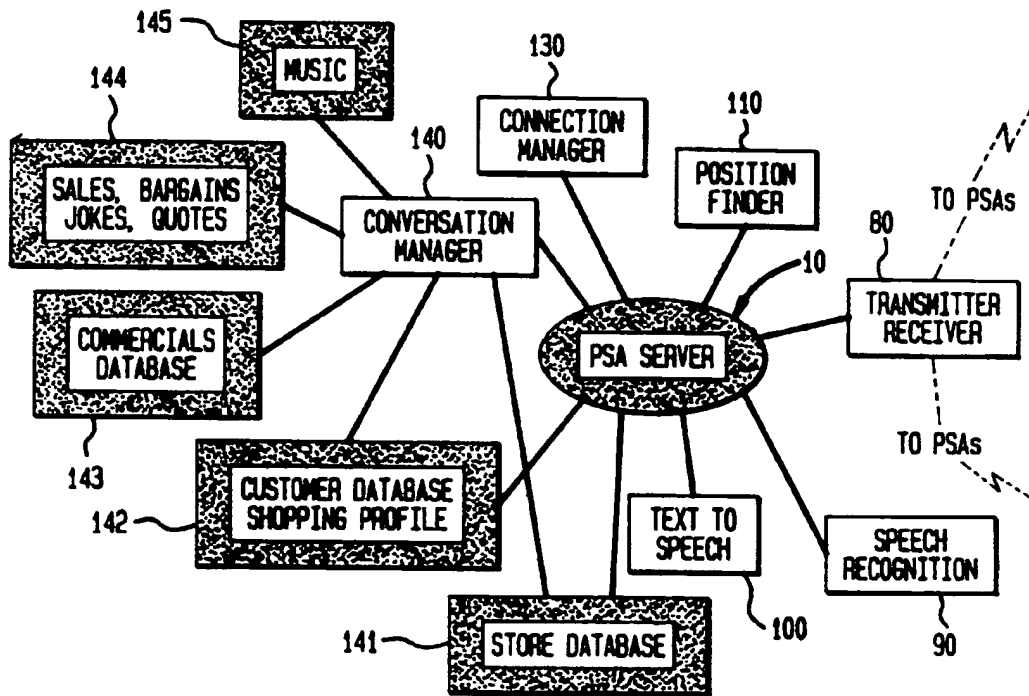 145
MUSIC
144
SALES, BARGAINS
JOKES, QUOTES
140
CONVERSATION
MANAGER
130
CONNECTION
MANAGER
110
POSITION
FINDER
TO PSAs
80
TRANSMITTER
RECEIVER
10
PSA SERVER
COMMERCIALS
DATABASE
143
TO PSAs
CUSTOMER DATABASE
SHOPPING PROFILE
142
TEXT TO
SPEECH
100
SPEECH
RECOGNITION
90
STORE DATABASE
141